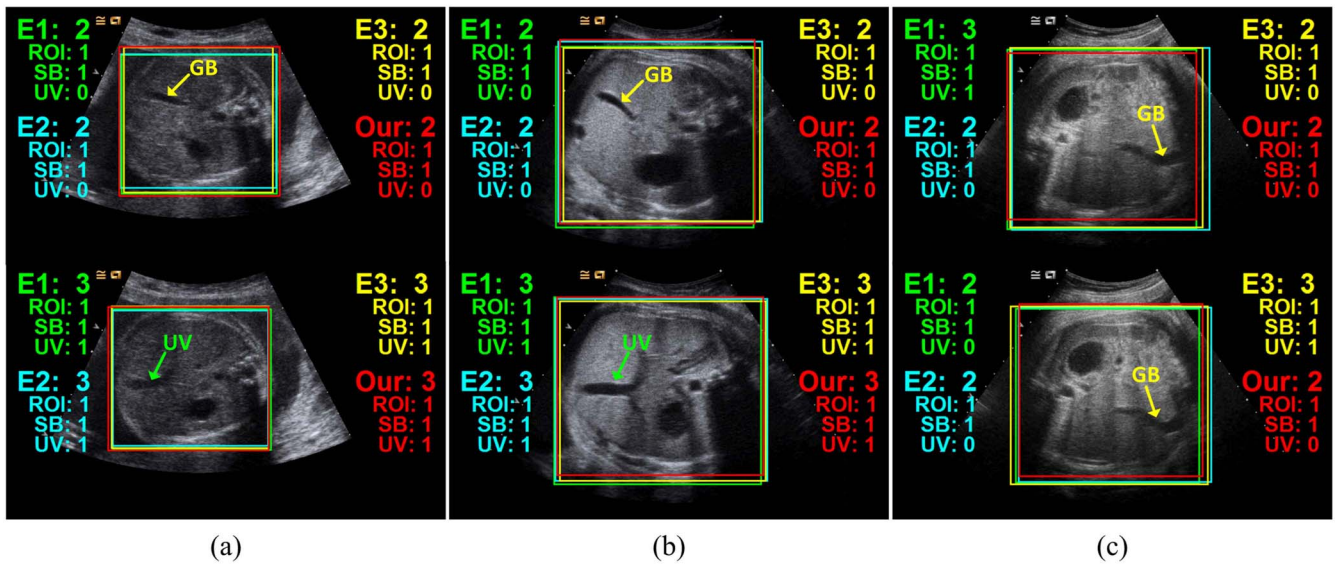 E1: 2
ROI: 1
SB: 1
UV: 0
E2: 2
ROI: 1
SB: 1
UV: 0
GB
E3: 2
ROI: 1
SB: 1
UV: 0
Our: 2
ROI: 1
SB: 1
UV: 0
E1: 3
ROI: 1
SB: 1
UV: 1
E2: 3
ROI: 1
SB: 1
UV: 1
UV
E3: 3
ROI: 1
SB: 1
UV: 1
Our: 3
ROI: 1
SB: 1
UV: 1
(a)
E1: 2
ROI: 1
SB: 1
UV: 0
E2: 2
ROI: 1
SB: 1
UV: 0
GB
E3: 2
ROI: 1
SB: 1
UV: 0
Our: 2
ROI: 1
SB: 1
UV: 0
E1: 3
ROI: 1
SB: 1
UV: 1
E2: 3
ROI: 1
SB: 1
UV: 1
UV
E3: 3
ROI: 1
SB: 1
UV: 1
Our: 3
ROI: 1
SB: 1
UV: 1
(b)
E1: 3
ROI: 1
SB: 1
UV: 1
E2: 2
ROI: 1
SB: 1
UV: 0
GB
E3: 2
ROI: 1
SB: 1
UV: 0
Our: 2
ROI: 1
SB: 1
UV: 0
E1: 2
ROI: 1
SB: 1
UV: 0
E2: 2
ROI: 1
SB: 1
UV: 0
GB
E3: 3
ROI: 1
SB: 1
UV: 1
Our: 2
ROI: 1
SB: 1
UV: 0
(c)